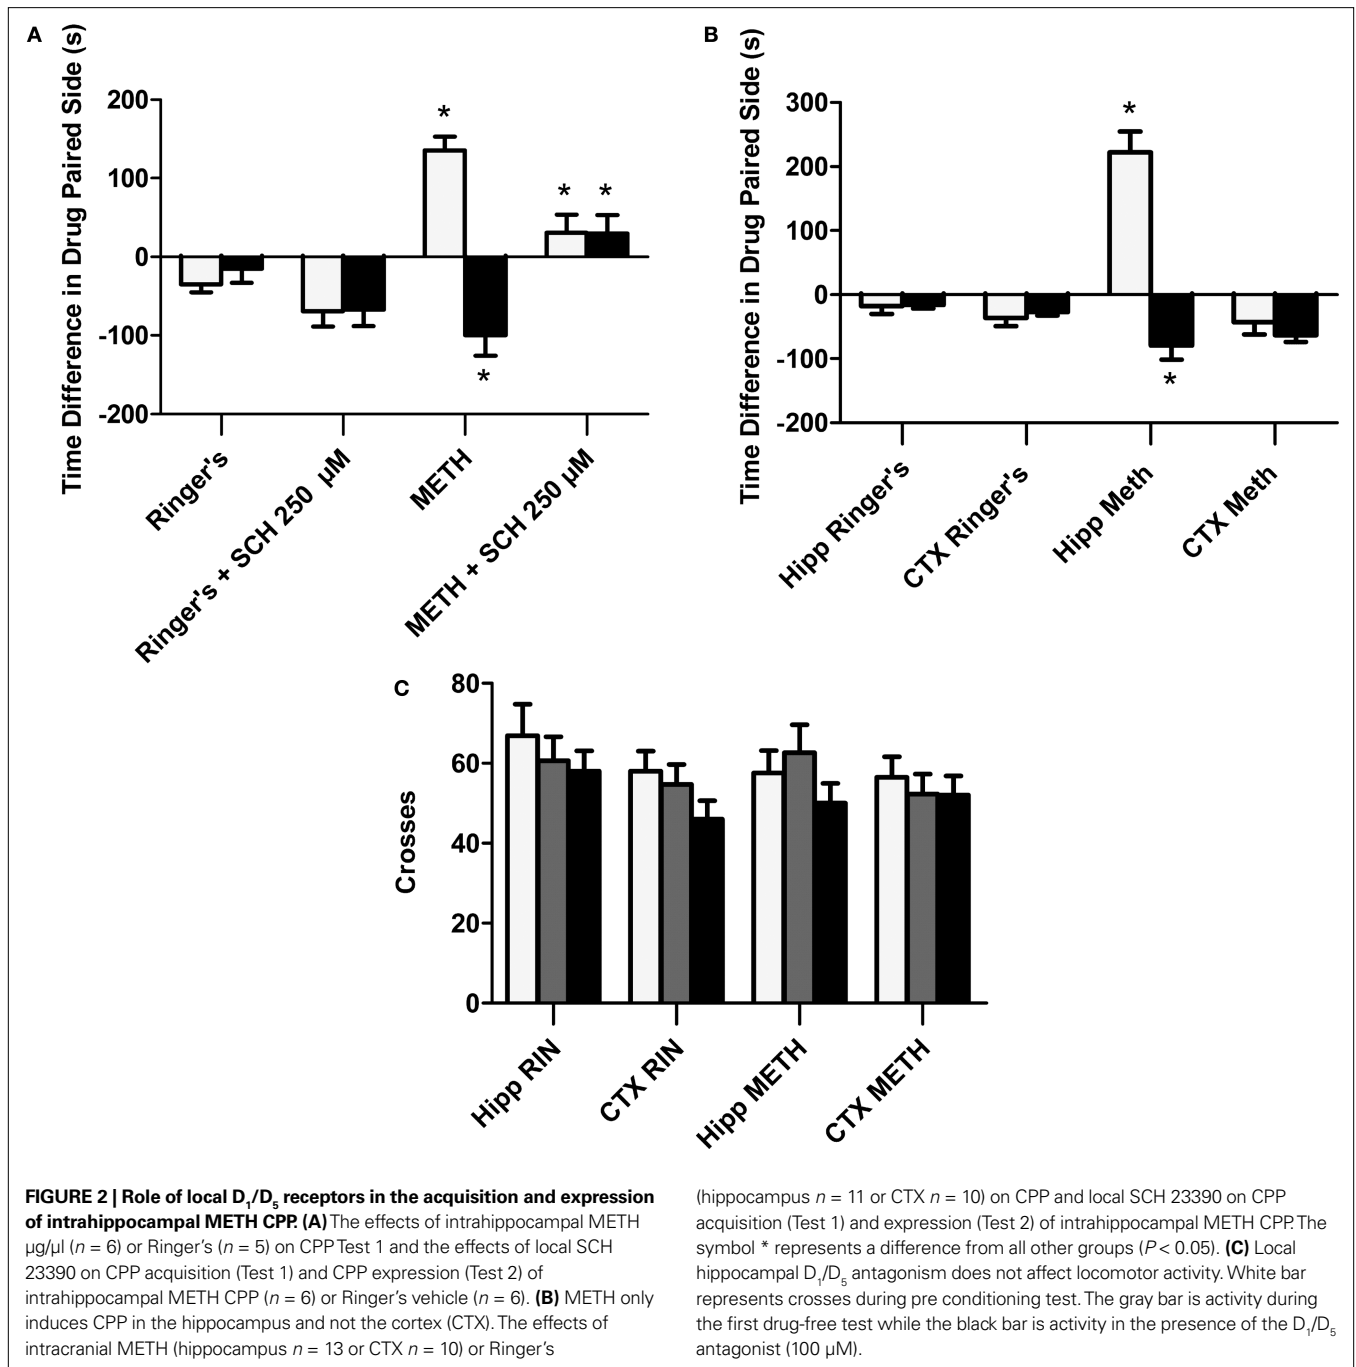 A
Time Difference in Drug Paired Side (s)
200
100
0
-100
-200
*
*
*
*
Ringer's
Ringer's + SCH 250 µM
METH
METH + SCH 250 µM
B
Time Difference in Drug Paired Side (s)
300
200
100
0
-100
-200
*
*
Hipp Ringer's
CTX Ringer's
Hipp Meth
CTX Meth
C
Crosses
80
60
40
20
0
Hipp RIN
CTX RIN
Hipp METH
CTX METH
FIGURE 2 | Role of local D1/D5 receptors in the acquisition and expression
of intrahippocampal METH CPP. (A) The effects of intrahippocampal METH
µg/µl (n = 6) or Ringer's (n = 5) on CPP Test 1 and the effects of local SCH
23390 on CPP acquisition (Test 1) and CPP expression (Test 2) of
intrahippocampal METH CPP (n = 6) or Ringer's vehicle (n = 6). (B) METH only
induces CPP in the hippocampus and not the cortex (CTX). The effects of
intracranial METH (hippocampus n = 13 or CTX n = 10) or Ringer's
(hippocampus n = 11 or CTX n = 10) on CPP and local SCH 23390 on CPP
acquisition (Test 1) and expression (Test 2) of intrahippocampal METH CPP. The
symbol * represents a difference from all other groups (P < 0.05). (C) Local
hippocampal D1/D5 antagonism does not affect locomotor activity. White bar
represents crosses during pre conditioning test. The gray bar is activity during
the first drug-free test while the black bar is activity in the presence of the D1/D5
antagonist (100 µM).